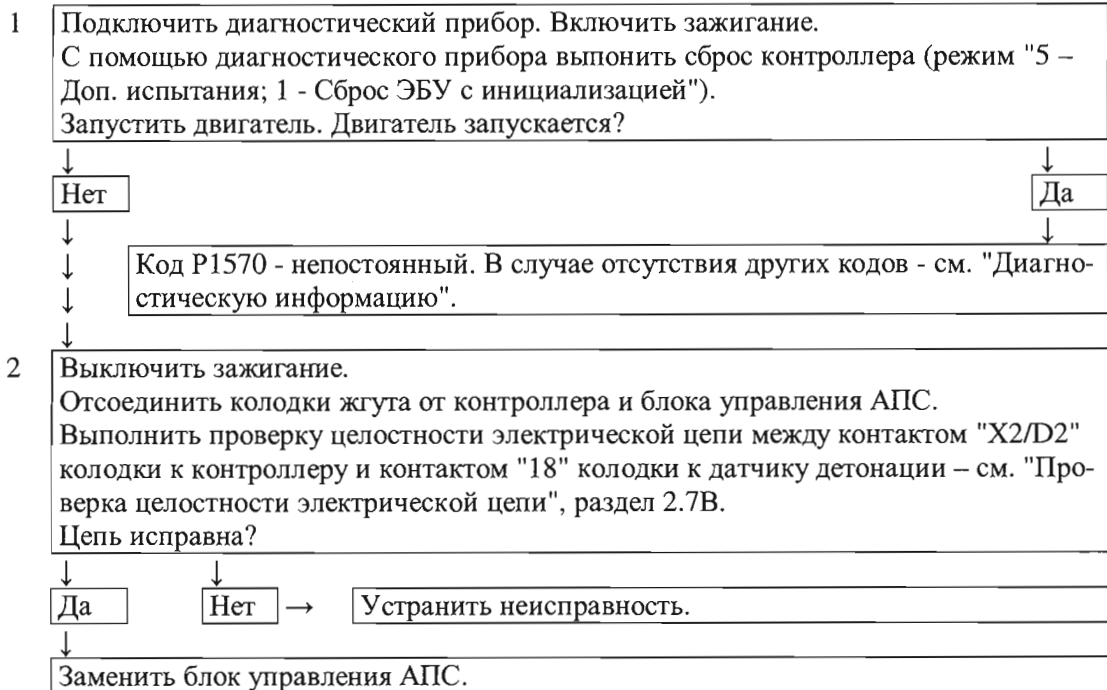 1 Подключить диагностический прибор. Включить зажигание.
С помощью диагностического прибора выпонить сброс контроллера (режим "5 –
Доп. испытания; 1 - Сброс ЭБУ с инициализацией").
Запустить двигатель. Двигатель запускается?
↓ ↓
Нет Да
↓ ↓
↓ Код P1570 - непостоянный. В случае отсутствия других кодов - см. "Диагно-
↓ стическую информацию".
↓
2 Выключить зажигание.
Отсоединить колодки жгута от контроллера и блока управления АПС.
Выполнить проверку целостности электрической цепи между контактом "X2/D2"
колодки к контроллеру и контактом "18" колодки к датчику детонации – см. "Про-
верка целостности электрической цепи", раздел 2.7В.
Цепь исправна?
↓ ↓
Да Нет → Устранить неисправность.
↓
Заменить блок управления АПС.